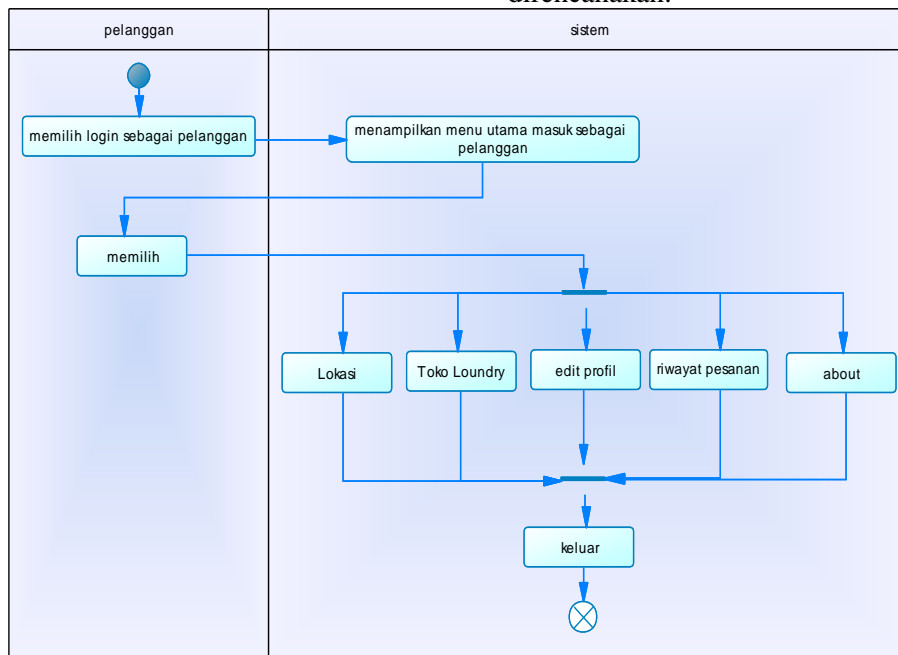 direncanakan.
pelanggan
sistem
memilih login sebagai pelanggan
menampilkan menu utama masuk sebagai
pelanggan
memilih
Lokasi
Toko Loundry
edit profil
riwayat pesanan
about
keluar